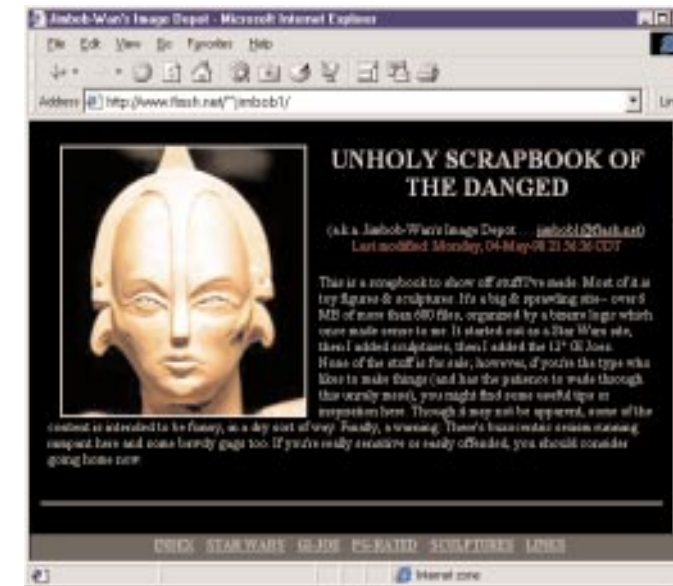 Jimbob-Wan's Image Depot - Microsoft Internet Explorer
File Edit View Go Favorites Help
Address http://www.flash.net/~jimbob1/
UNHOLY SCRAPBOOK OF
THE DANGED
(a.k.a. Jimbob-Wan's Image Depot . . . jimbob1@flash.net)
Last modified: Monday, 04-May-98 21:56:36 CDT
This is a scrapbook to show off stuff I've made. Most of it is
toy figures & sculptures. It's a big & sprawling site-- over 6
MB of more than 600 files, organized by a bizarre logic which
once made sense to me. It started out as a Star Wars site,
then I added sculptures, then I added the 12" GI Joes.
None of the stuff is for sale; however, if you're the type who
likes to make things (and has the patience to wade through
this unruly mess), you might find some useful tips or
inspiration here. Though it may not be apparent, some of the
content is intended to be funny, in a dry sort of way. Finally, a warning: There's run
rampant here and some bawdy gags too. If you're really sensitive or easily offended, you should consider
going home now.
INDEX STAR WARS GI-JOE PG-RATED SCULPTURES LINKS
Internet zone